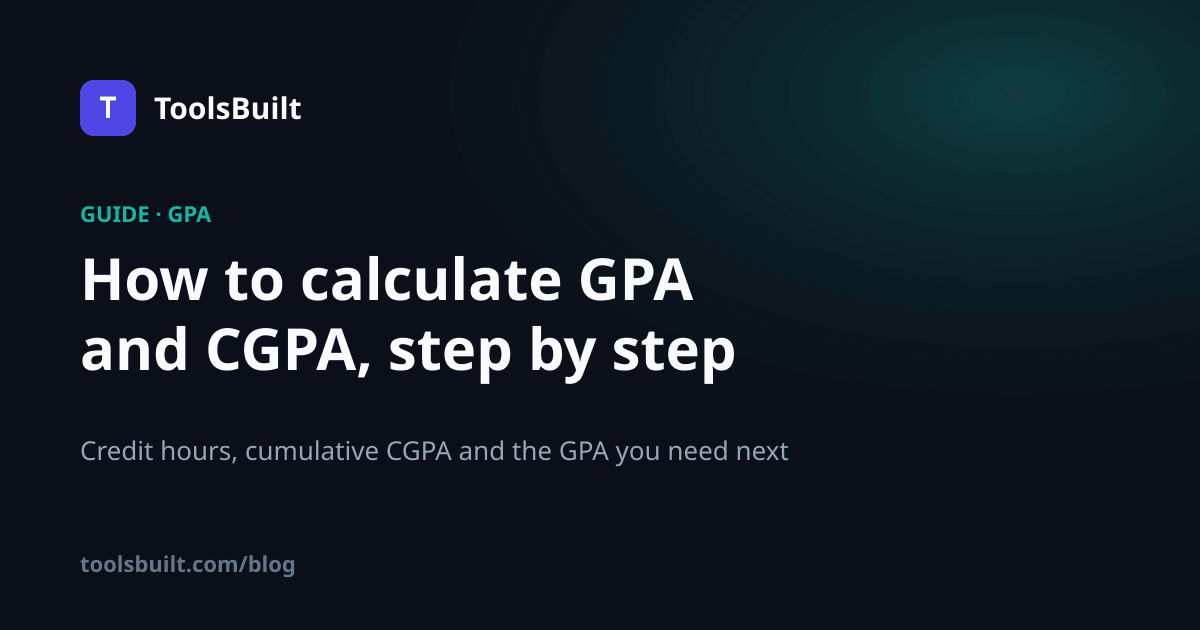 T
ToolsBuilt
GUIDE · GPA
How to calculate GPA
and CGPA, step by step
Credit hours, cumulative CGPA and the GPA you need next
toolsbuilt.com/blog